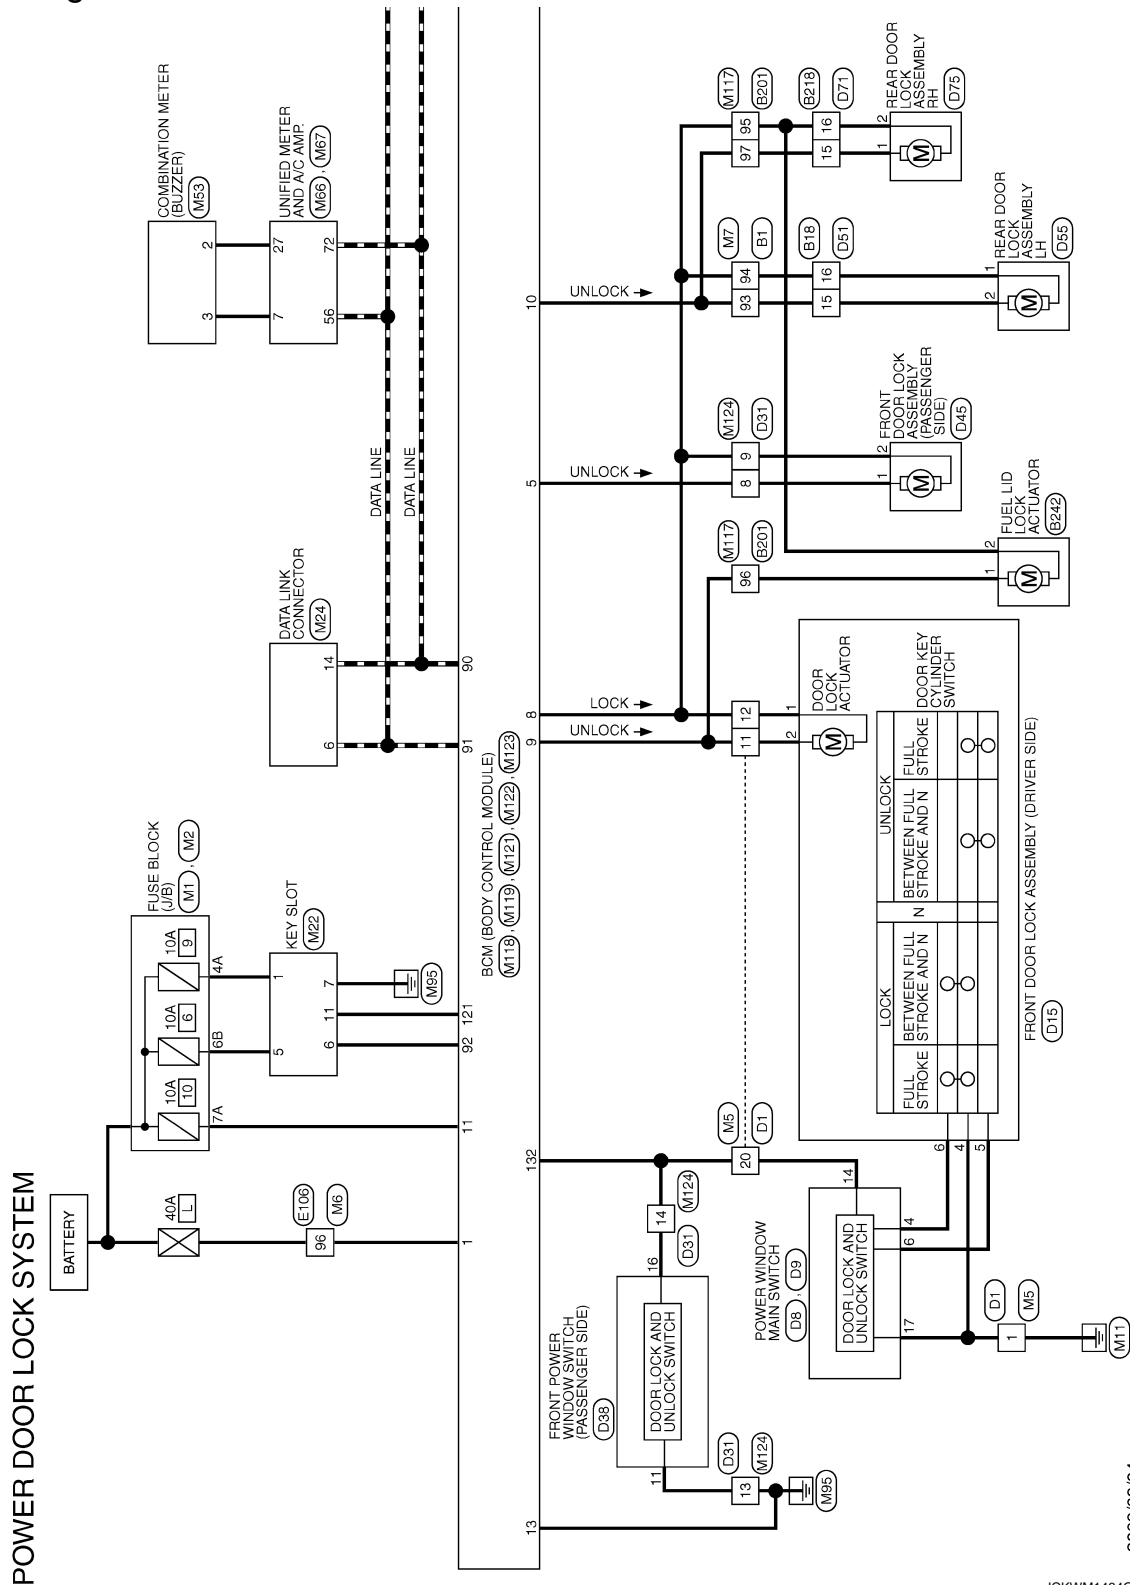 POWER DOOR LOCK SYSTEM
BATTERY
40A
L
E106
96
M6
1
FUSE BLOCK
(J/B)
M1 , M2
10A
10
7A
11
10A
6
6B
10A
9
4A
KEY SLOT
M22
5
1
6
11
7
92
121
M95
DATA LINK
CONNECTOR
M24
6
14
91
90
DATA LINE
DATA LINE
COMBINATION METER
(BUZZER)
M53
3
2
UNIFIED METER
AND A/C AMP.
M66 , M67
7
27
56
72
BCM (BODY CONTROL MODULE)
M118 , M119 , M121 , M122 , M123
13
132
9
8
5
10
UNLOCK
LOCK
UNLOCK
UNLOCK
FRONT POWER
WINDOW SWITCH
(PASSENGER SIDE)
D38
DOOR LOCK AND
UNLOCK SWITCH
11
16
D31
13
M124
M95
D31
14
M124
M5
20
D1
POWER WINDOW
MAIN SWITCH
D8 , D9
DOOR LOCK AND
UNLOCK SWITCH
14
17
6
4
D1
1
M5
M11
6
4
5
11
12
2
1
DOOR
LOCK
ACTUATOR
LOCK
N
UNLOCK
FULL
STROKE
BETWEEN FULL
STROKE AND N
BETWEEN FULL
STROKE AND N
FULL
STROKE
DOOR KEY
CYLINDER
SWITCH
FRONT DOOR LOCK ASSEMBLY (DRIVER SIDE)
D15
M
M117
96
B201
1
2
M
FUEL LID
LOCK
ACTUATOR
B242
M124
8
9
D31
1
2
M
FRONT
DOOR LOCK
ASSEMBLY
(PASSENGER
SIDE)
D45
M7
93
94
B1
B18
15
16
D51
2
1
M
REAR DOOR
LOCK
ASSEMBLY
LH
D55
M117
97
95
B201
B218
15
16
D71
1
2
M
REAR DOOR
LOCK
ASSEMBLY
RH
D75